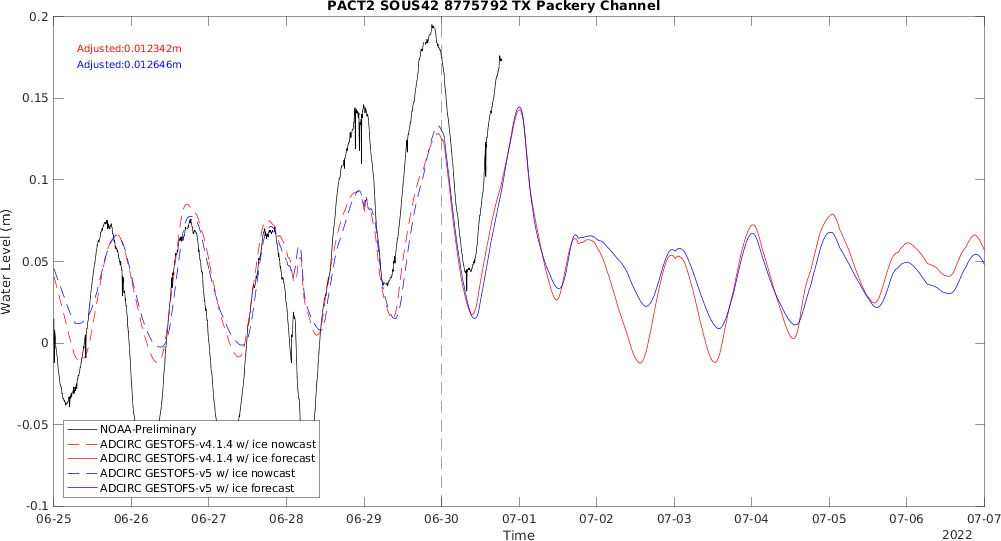 PACT2 SOUS42 8775792 TX Packery Channel
Water Level (m)
0.2
0.15
0.1
0.05
0
-0.05
-0.1
Adjusted:0.012342m
Adjusted:0.012646m
NOAA-Preliminary
ADCIRC GESTOFS-v4.1.4 w/ ice nowcast
ADCIRC GESTOFS-v4.1.4 w/ ice forecast
ADCIRC GESTOFS-v5 w/ ice nowcast
ADCIRC GESTOFS-v5 w/ ice forecast
06-25 06-26 06-27 06-28 06-29 06-30 07-01 07-02 07-03 07-04 07-05 07-06 07-07
Time
2022